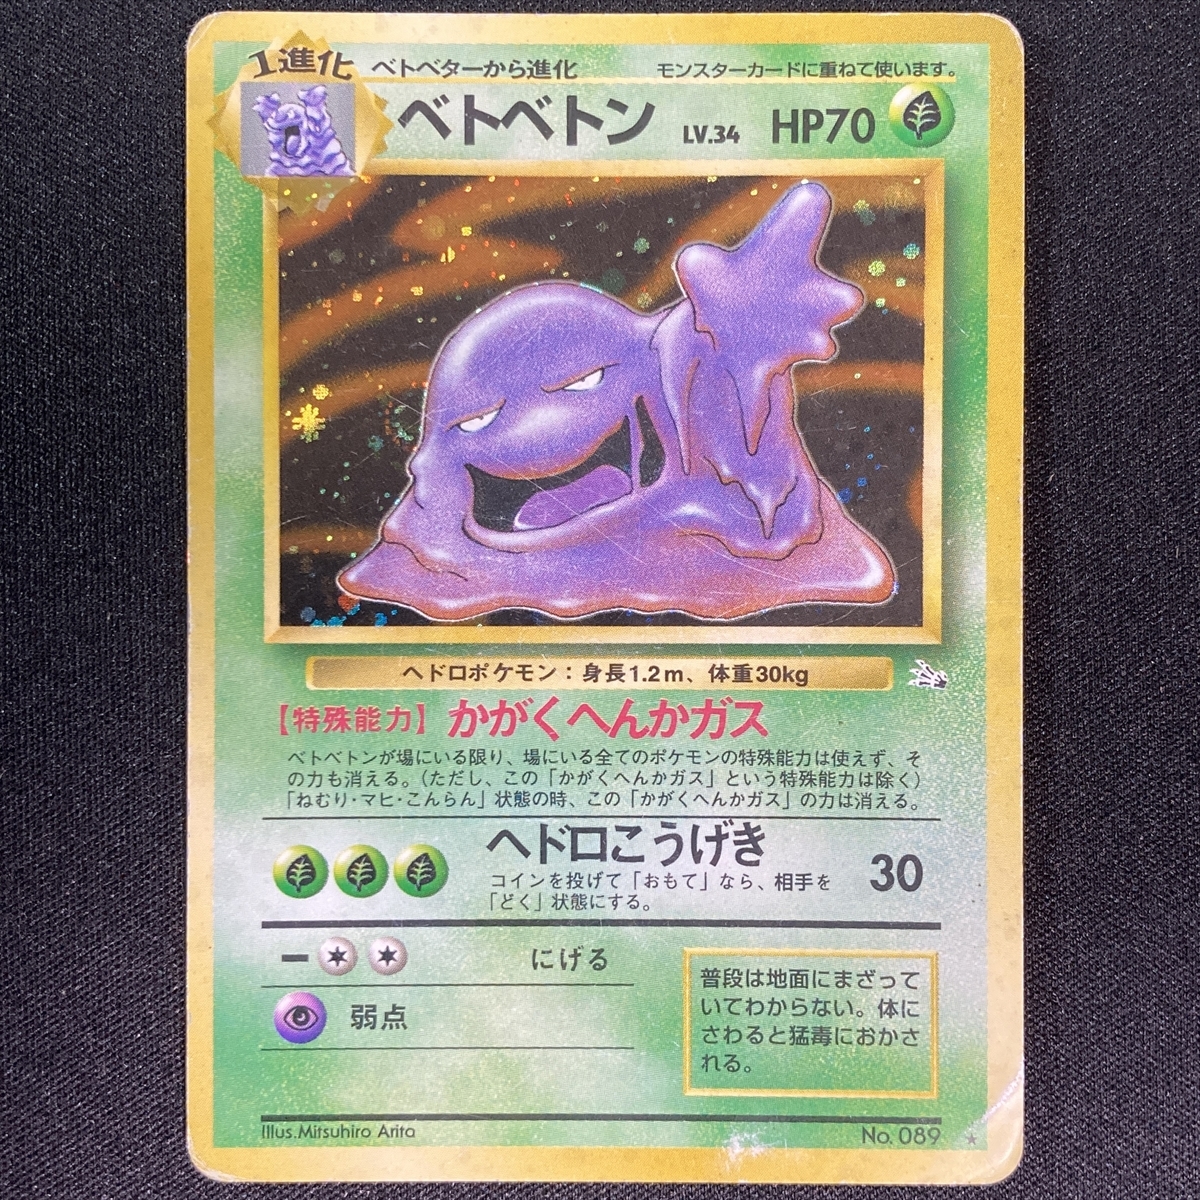 1進化 ベトベターから進化 モンスターカードに重ねて使います。
ベトベトン LV.34 HP70
ヘドロポケモン：身長1.2m、体重30kg
【特殊能力】かがくへんかガス
ベトベトンが場にいる限り、場にいる全てのポケモンの特殊能力は使えず、そ
の力も消える。（ただし、この「かがくへんかガス」という特殊能力は除く）
「ねむり・マヒ・こんらん」状態の時、この「かがくへんかガス」の力は消える。
ヘドロこうげき 30
コインを投げて「おもて」なら、相手を
「どく」状態にする。
ー にげる
弱点
普段は地面にまざって
いてわからない。体に
さわると猛毒におかさ
れる。
Illus.Mitsuhiro Arita No. 089 ★